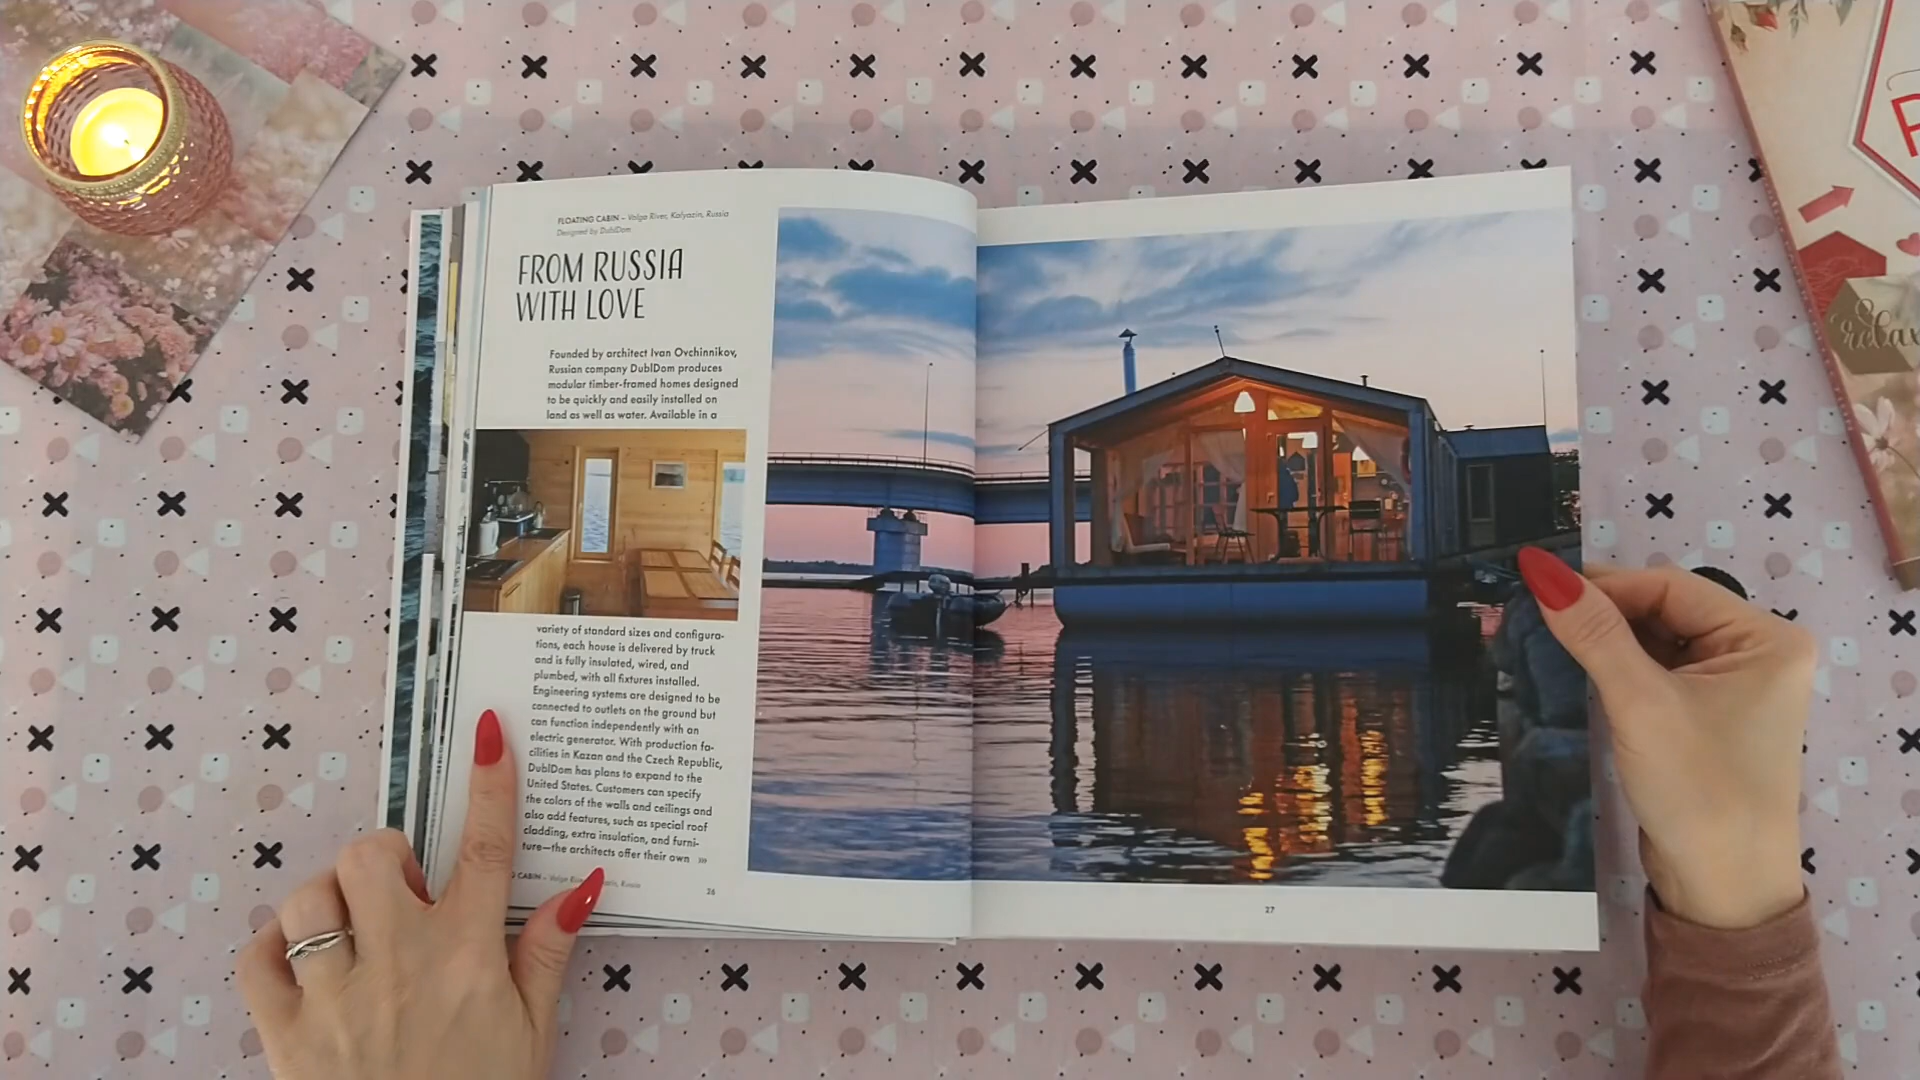 FLOATING CABIN – Volga River, Kalyazin, Russia
Designed by DublDom
FROM RUSSIA
WITH LOVE
Founded by architect Ivan Ovchinnikov,
Russian company DublDom produces
modular timber-framed homes designed
to be quickly and easily installed on
land as well as water. Available in a
variety of standard sizes and configura-
tions, each house is delivered by truck
and is fully insulated, wired, and
plumbed, with all fixtures installed.
Engineering systems are designed to be
connected to outlets on the ground but
can function independently with an
electric generator. With production fa-
cilities in Kazan and the Czech Republic,
DublDom has plans to expand to the
United States. Customers can specify
the colors of the walls and ceilings and
also add features, such as special roof
cladding, extra insulation, and furni-
ture—the architects offer their own »»
CABIN – Volga Russia
26
27
relax